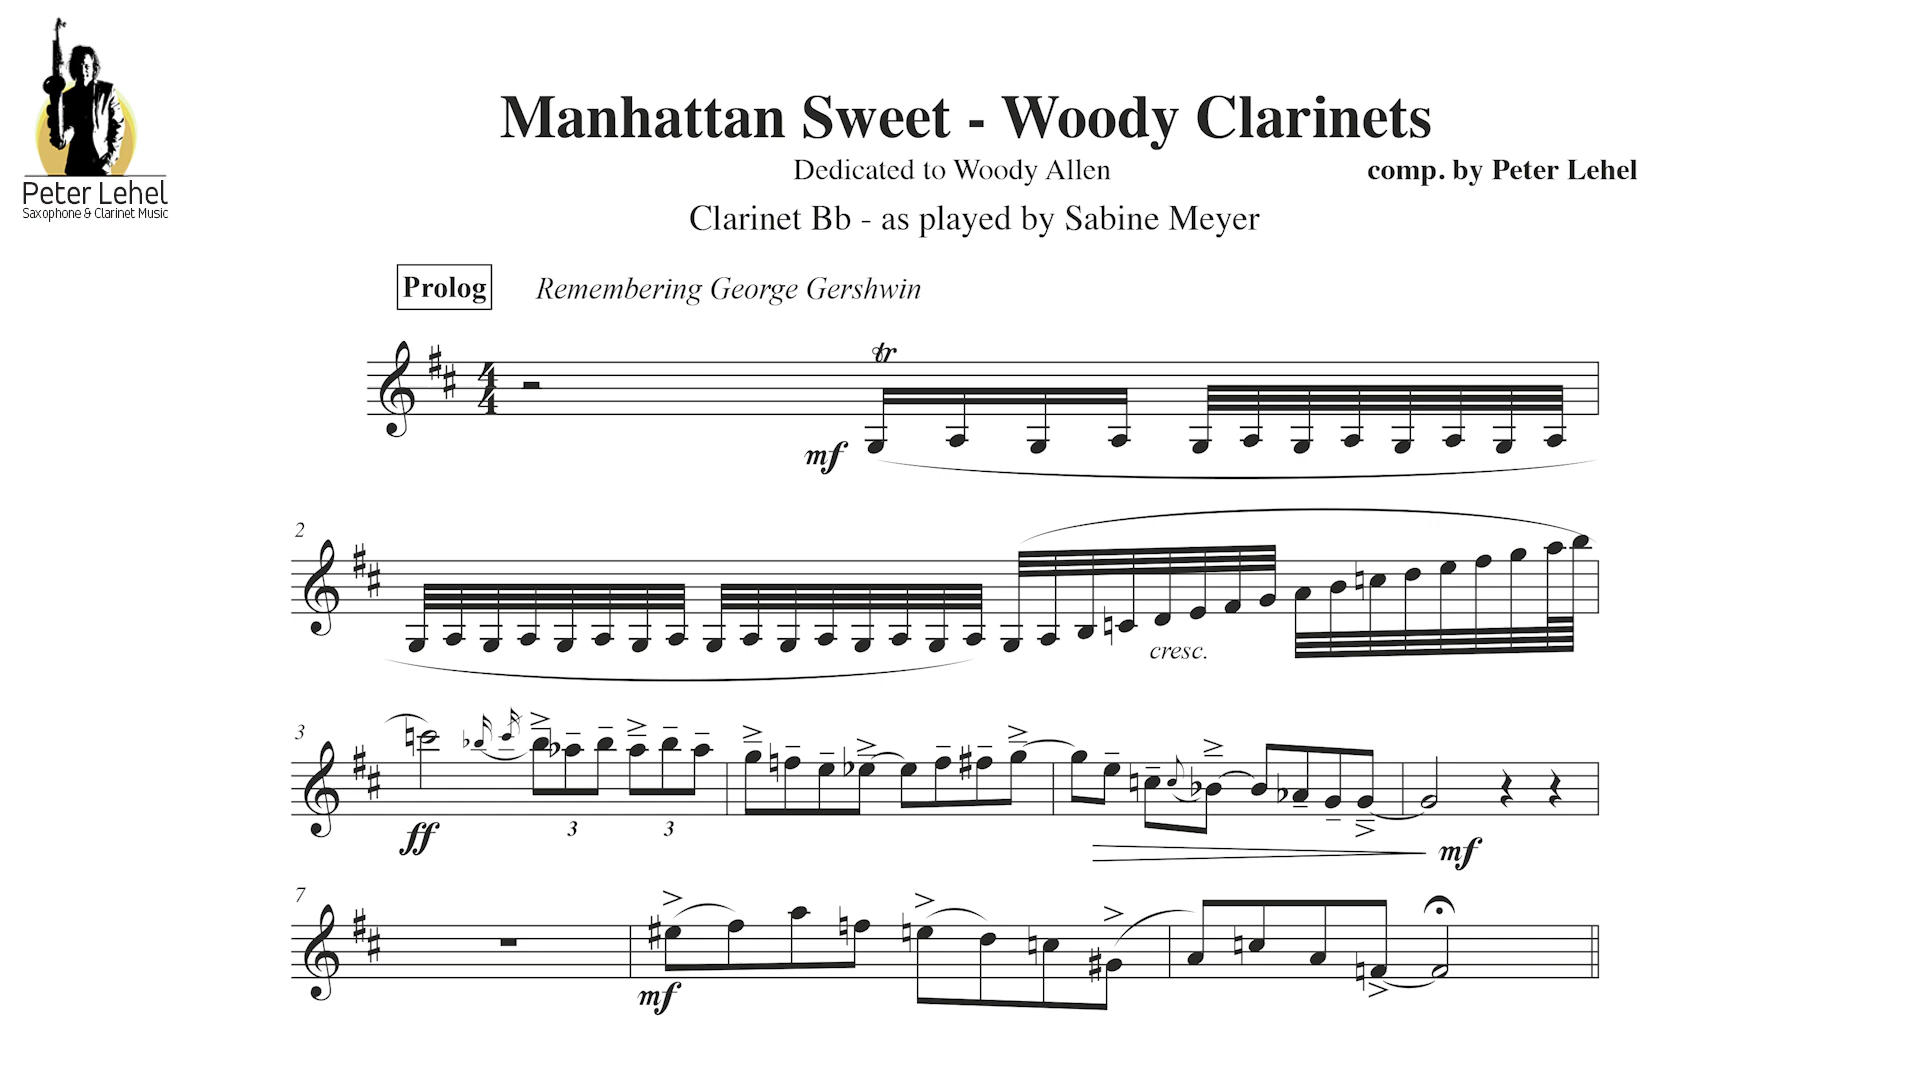 Peter Lehel
Saxophone & Clarinet Music
Manhattan Sweet - Woody Clarinets
Dedicated to Woody Allen
comp. by Peter Lehel
Clarinet Bb - as played by Sabine Meyer
Prolog Remembering George Gershwin
tr
4
4
mf
2
cresc.
3
ff
3 3
mf
7
mf